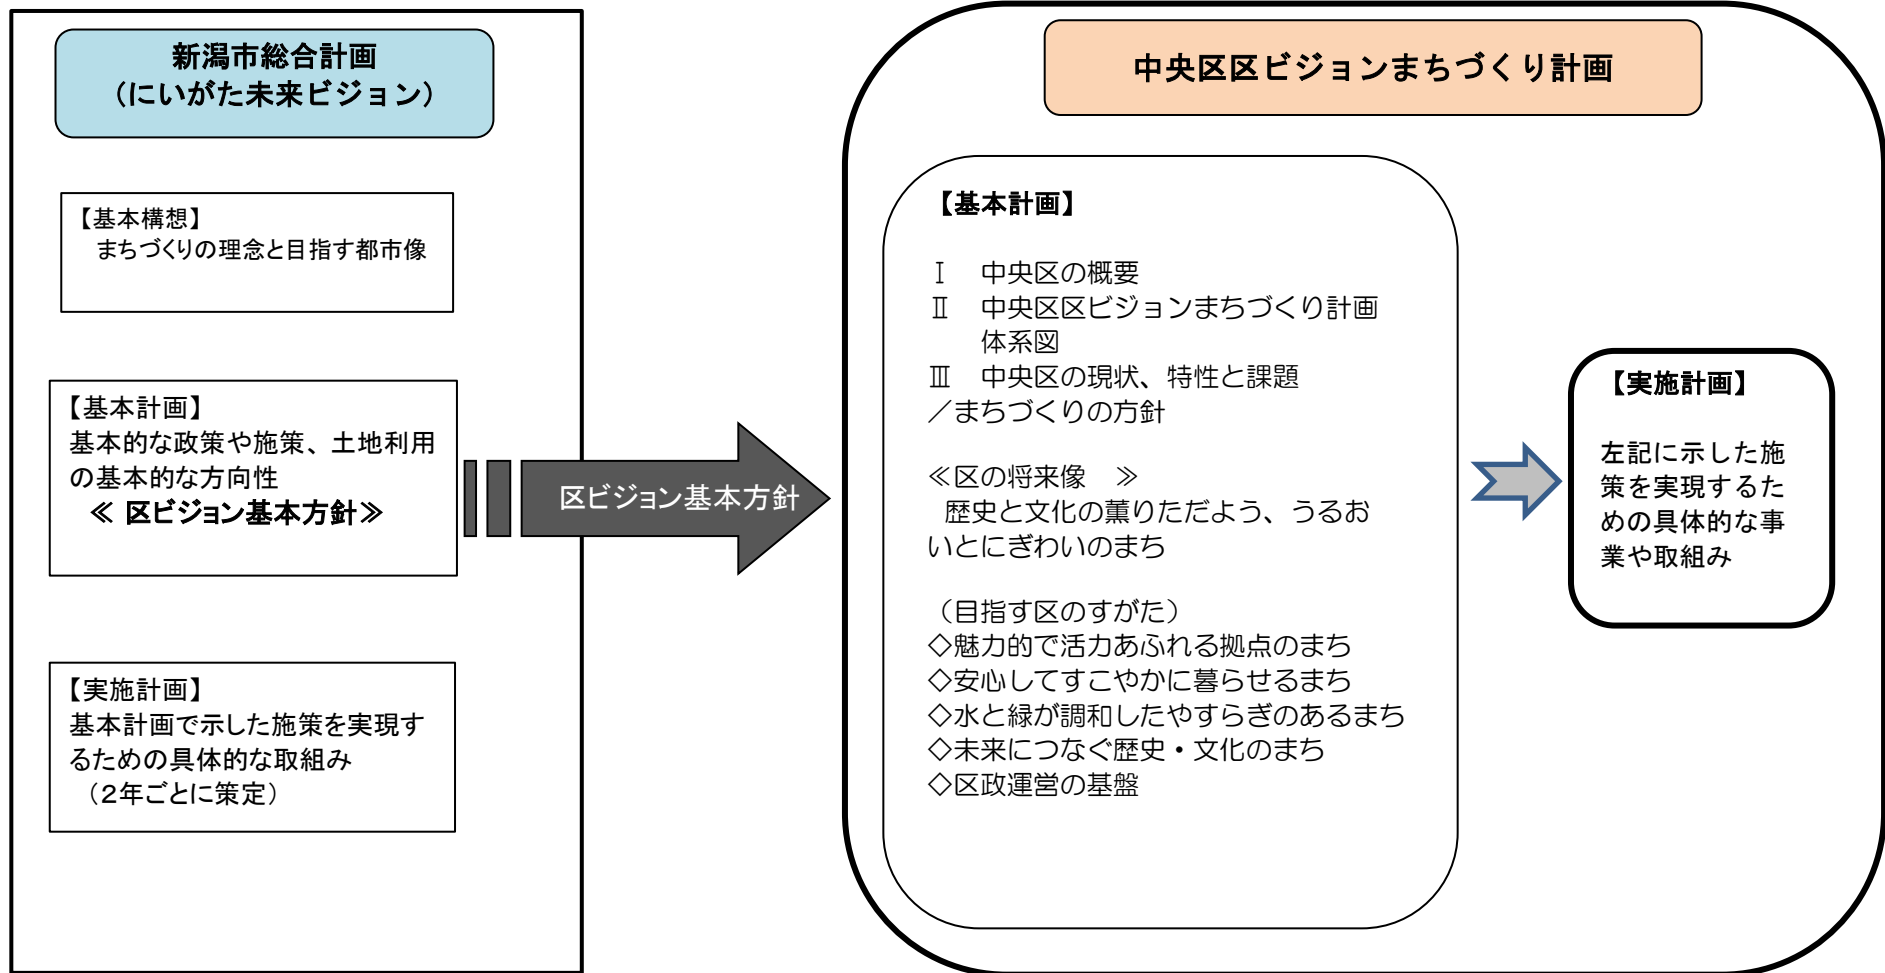 新潟市総合計画
（にいがた未来ビジョン）
【基本構想】
まちづくりの理念と目指す都市像
【基本計画】
基本的な政策や施策、土地利用
の基本的な方向性
≪ 区ビジョン基本方針≫
【実施計画】
基本計画で示した施策を実現す
るための具体的な取組み
（２年ごとに策定）
区ビジョン基本方針
中央区区ビジョンまちづくり計画
【基本計画】
Ⅰ　中央区の概要
Ⅱ　中央区区ビジョンまちづくり計画
体系図
Ⅲ　中央区の現状、特性と課題
／まちづくりの方針
≪区の将来像　≫
歴史と文化の薫りただよう、うるお
いとにぎわいのまち
（目指す区のすがた）
◇魅力的で活力あふれる拠点のまち
◇安心してすこやかに暮らせるまち
◇水と緑が調和したやすらぎのあるまち
◇未来につなぐ歴史・文化のまち
◇区政運営の基盤
【実施計画】
左記に示した施
策を実現するた
めの具体的な事
業や取組み